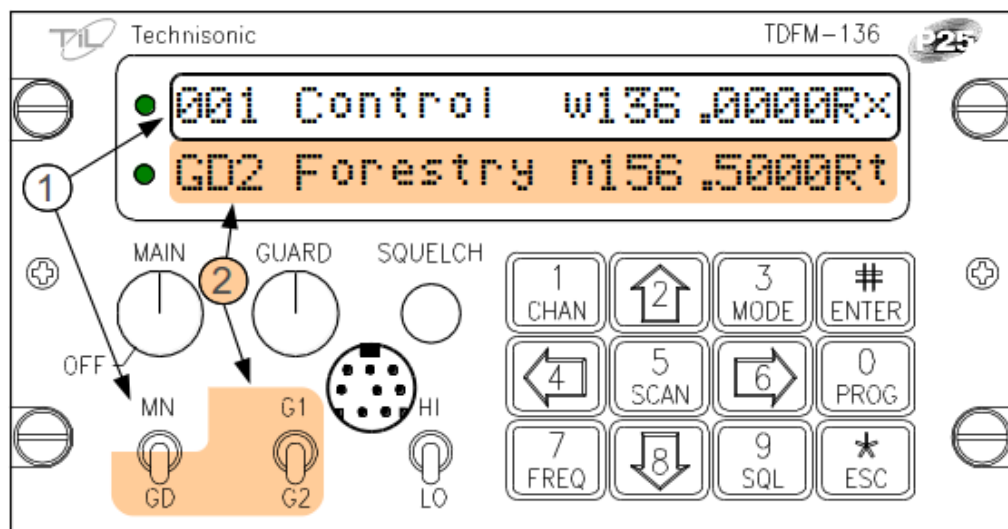 TiL Technisonic TDFM-136 P25
001 Control w136.0000Rx
GD2 Forestry n156.5000Rt
1
MAIN GUARD SQUELCH
2
OFF
MN G1 HI
GD G2 LO
1 2 3 #
CHAN MODE ENTER
4 5 6 0
SCAN PROG
7 8 9 *
FREQ SQL ESC